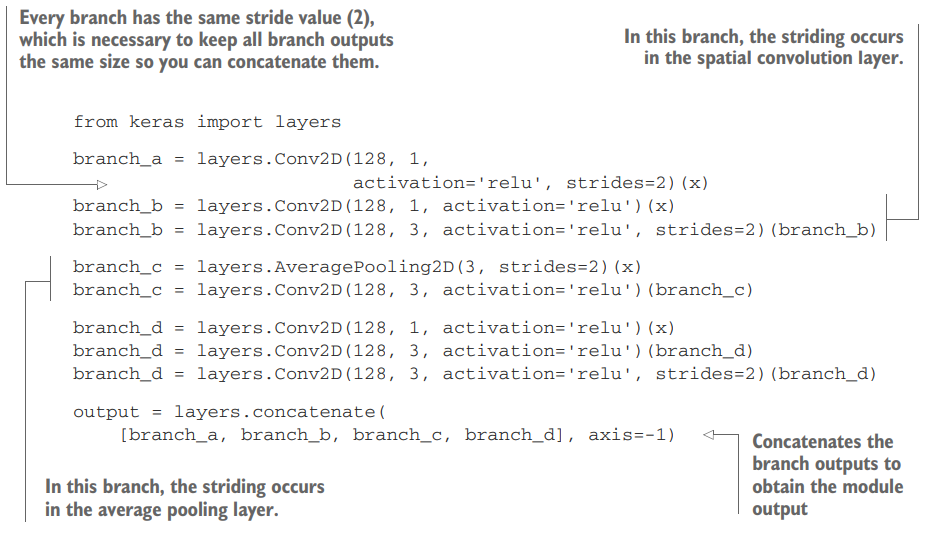 Every branch has the same stride value (2),
which is necessary to keep all branch outputs
the same size so you can concatenate them.
In this branch, the striding occurs
in the spatial convolution layer.
from keras import layers
branch_a = layers.Conv2D(128, 1,
activation='relu', strides=2)(x)
branch_b = layers.Conv2D(128, 1, activation='relu')(x)
branch_b = layers.Conv2D(128, 3, activation='relu', strides=2)(branch_b)
branch_c = layers.AveragePooling2D(3, strides=2)(x)
branch_c = layers.Conv2D(128, 3, activation='relu')(branch_c)
branch_d = layers.Conv2D(128, 1, activation='relu')(x)
branch_d = layers.Conv2D(128, 3, activation='relu')(branch_d)
branch_d = layers.Conv2D(128, 3, activation='relu', strides=2)(branch_d)
output = layers.concatenate(
[branch_a, branch_b, branch_c, branch_d], axis=-1)
Concatenates the
branch outputs to
obtain the module
output
In this branch, the striding occurs
in the average pooling layer.